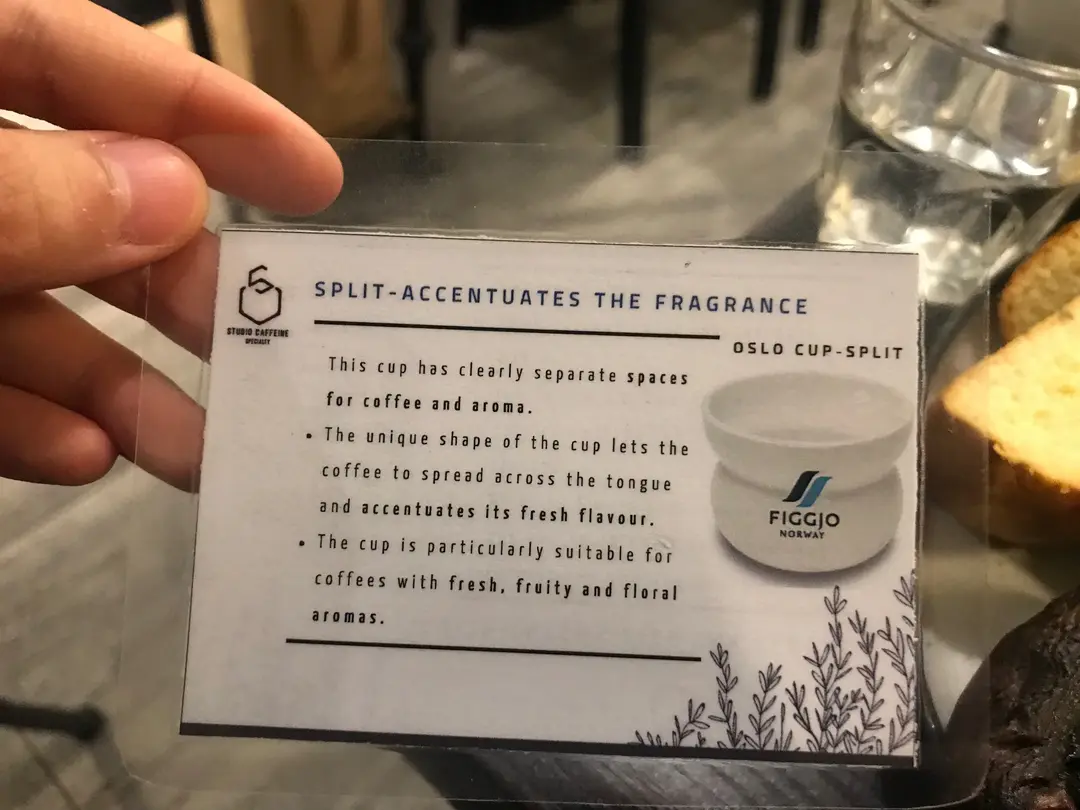 STUDIO CAFFEINE
SPECIALTY
SPLIT-ACCENTUATES THE FRAGRANCE
OSLO CUP-SPLIT
This cup has clearly separate spaces
for coffee and aroma.
• The unique shape of the cup lets the
coffee to spread across the tongue
and accentuates its fresh flavour.
• The cup is particularly suitable for
coffees with fresh, fruity and floral
aromas.
FIGGJO
NORWAY